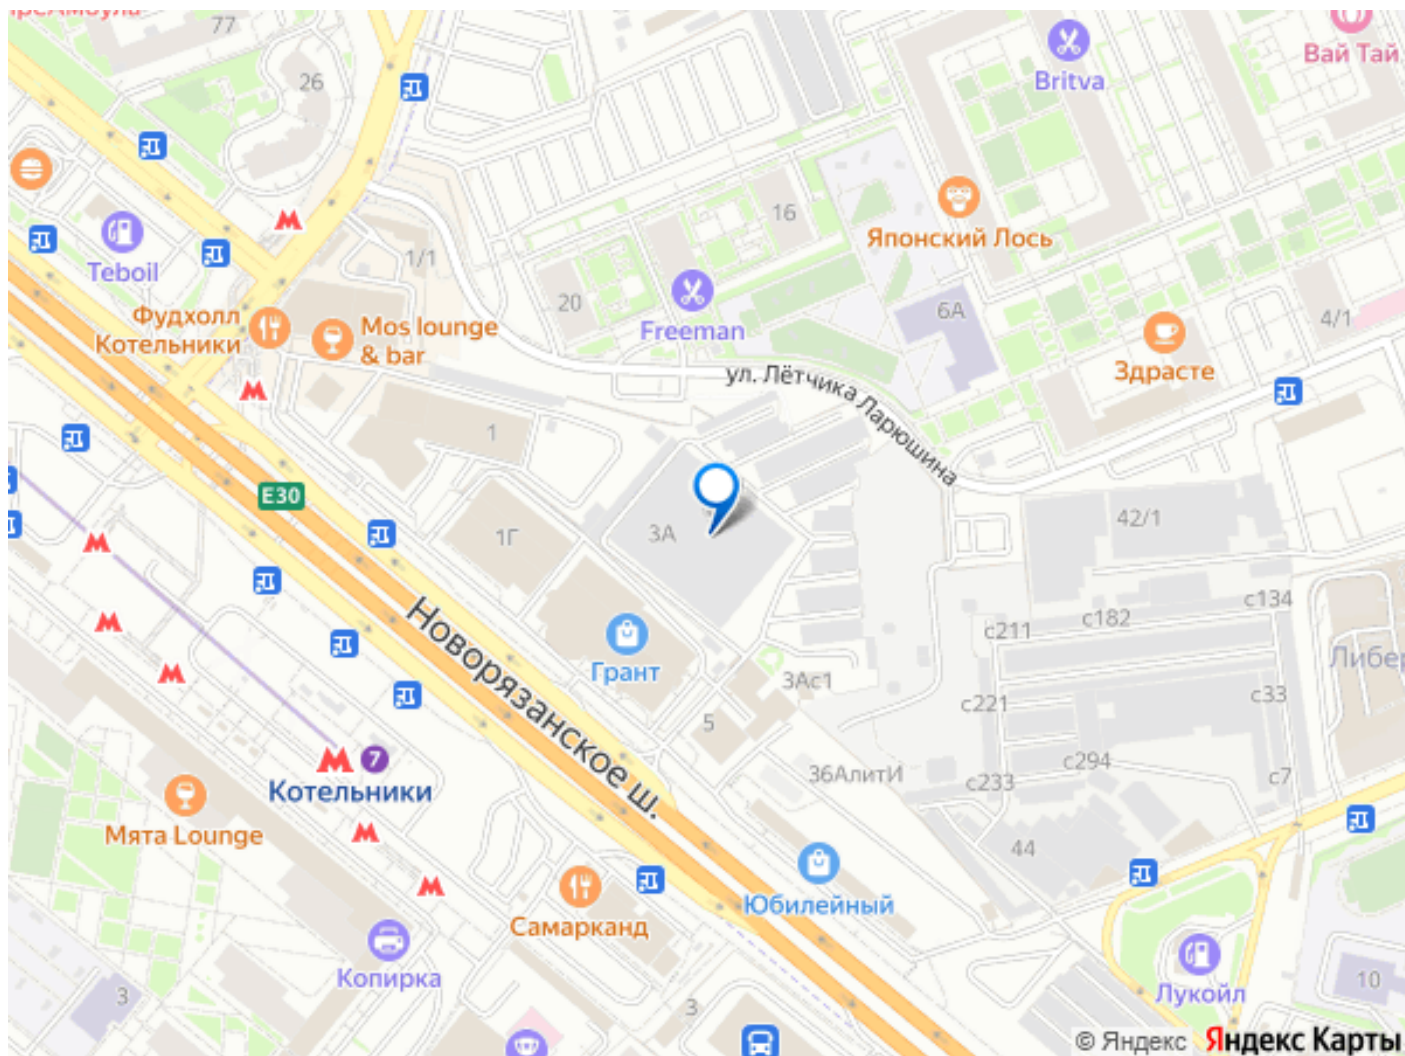 77
26
Britva
Вай Тай
Teboil
1/1
16
Японский Лось
20
Freeman
6А
4/1
Фудхолл
Котельники
Mos lounge
& bar
Здрасте
ул. Лётчика Ларюшина
1
E30
1Г
3А
42/1
Новорязанское ш.
Грант
с134
с182
с211
3Ас1
с221
с33
5
7
Котельники
36АлитИ
с294
с233
с7
Мята Lounge
44
Юбилейный
Самарканд
Копирка
Лукойл
10
3
3
© Яндекс Яндекс Карты